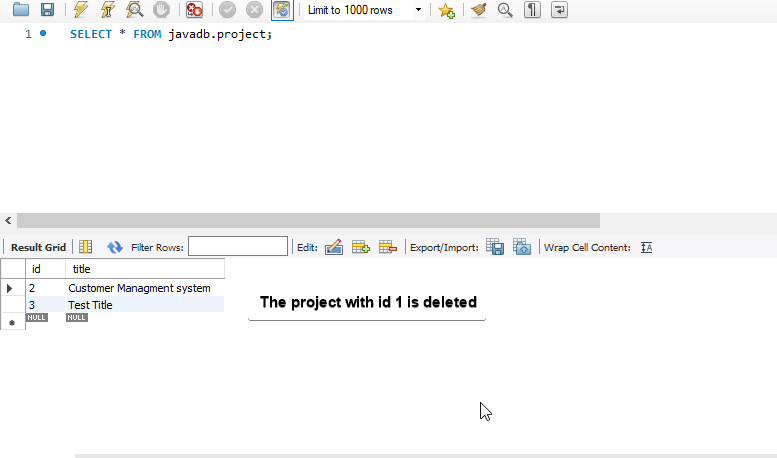 Limit to 1000 rows
1 SELECT * FROM javadb.project;
Result Grid Filter Rows: Edit: Export/Import: Wrap Cell Content:
id title
2 Customer Managment system
3 Test Title
NULL NULL
The project with id 1 is deleted